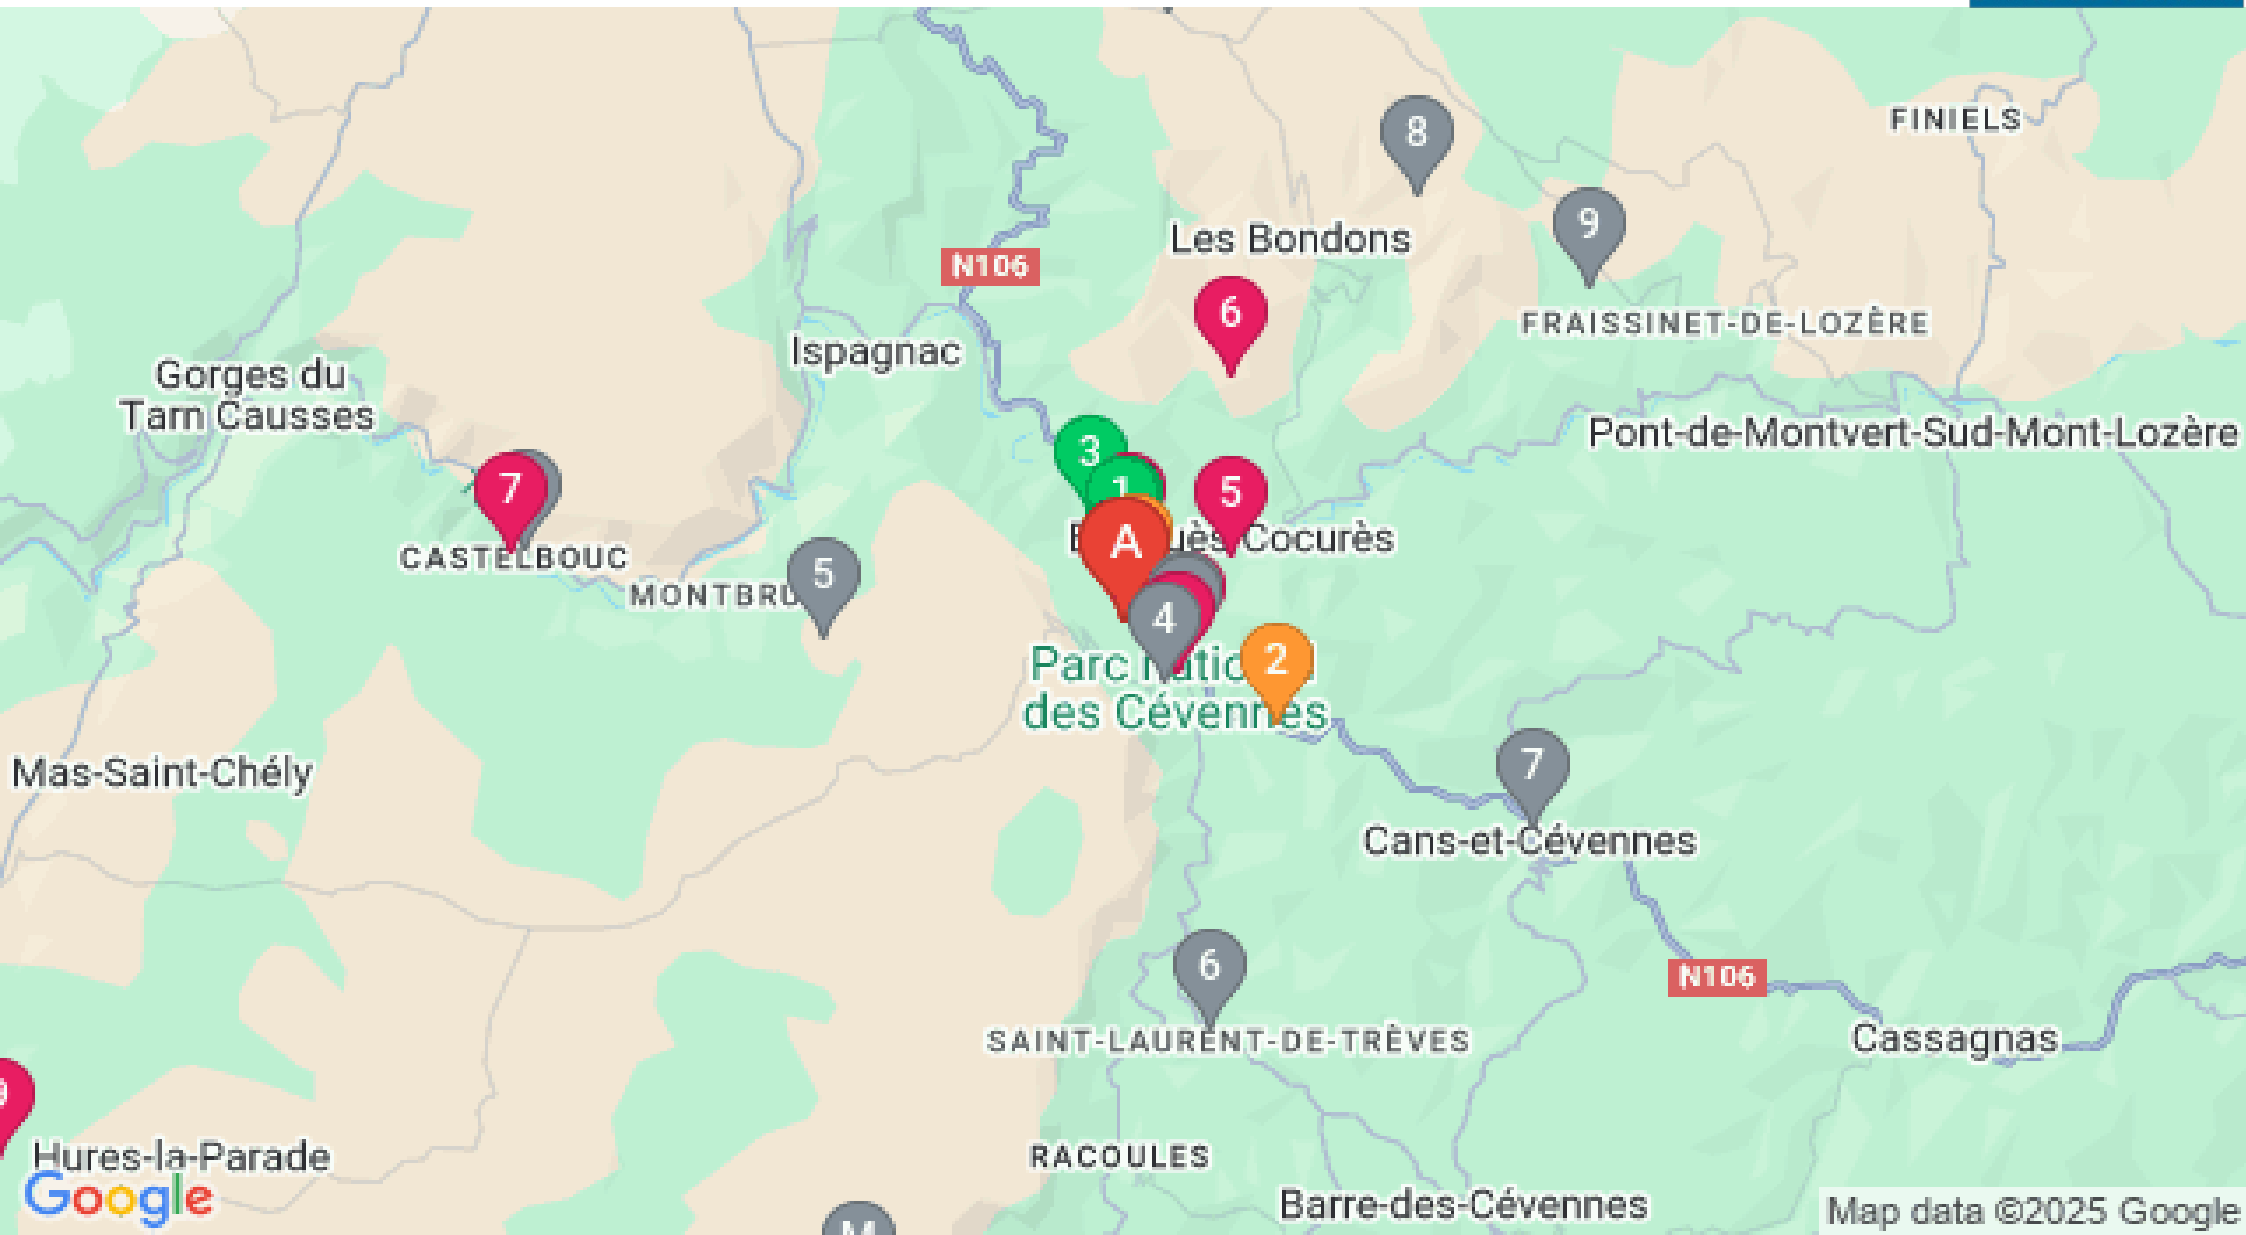 8
FINIELS
9
Les Bondons
N106
6
FRAISSINET-DE-LOZÈRE
Ispagnac
Gorges du
Tarn Causses
Pont-de-Montvert-Sud-Mont-Lozère
3
7
1
5
A
Cocurès
CASTELBOUC
5
MONTBRU
4
Parc
des Cévennes
2
Mas-Saint-Chély
7
Cans-et-Cévennes
6
N106
SAINT-LAURENT-DE-TRÈVES
Cassagnas
Hures-la-Parade
RACOULES
Google
Barre-des-Cévennes
Map data ©2025 Google
M